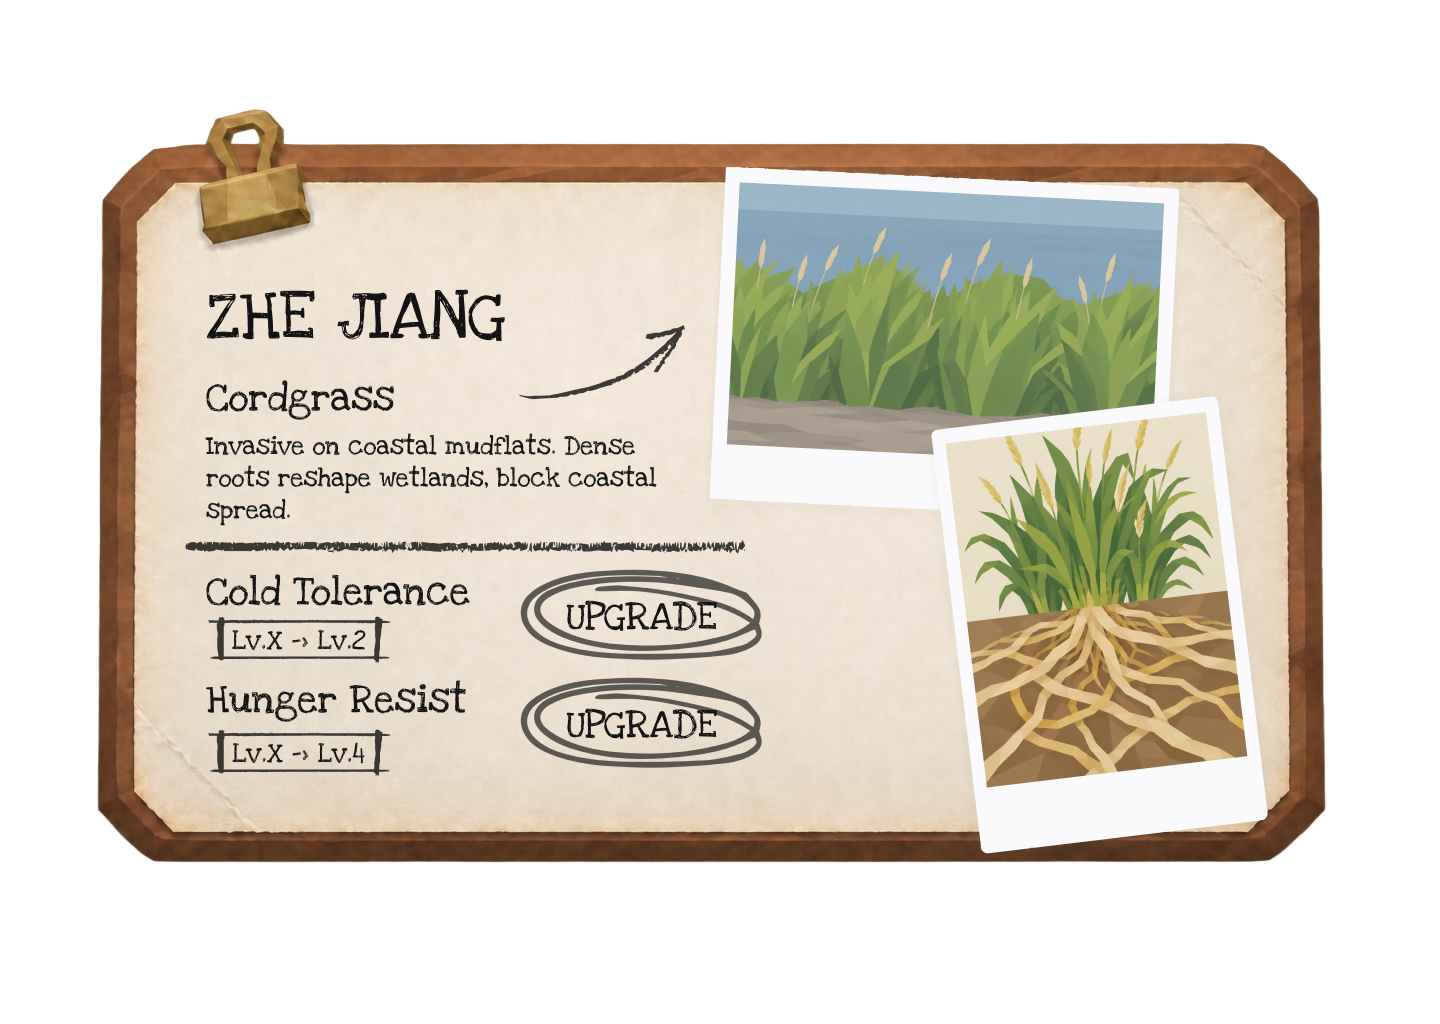 ZHE JIANG
Cordgrass
Invasive on coastal mudflats. Dense
roots reshape wetlands, block coastal
spread.
Cold Tolerance
UPGRADE
Lv.X -> Lv.2
Hunger Resist
UPGRADE
Lv.X -> Lv.4